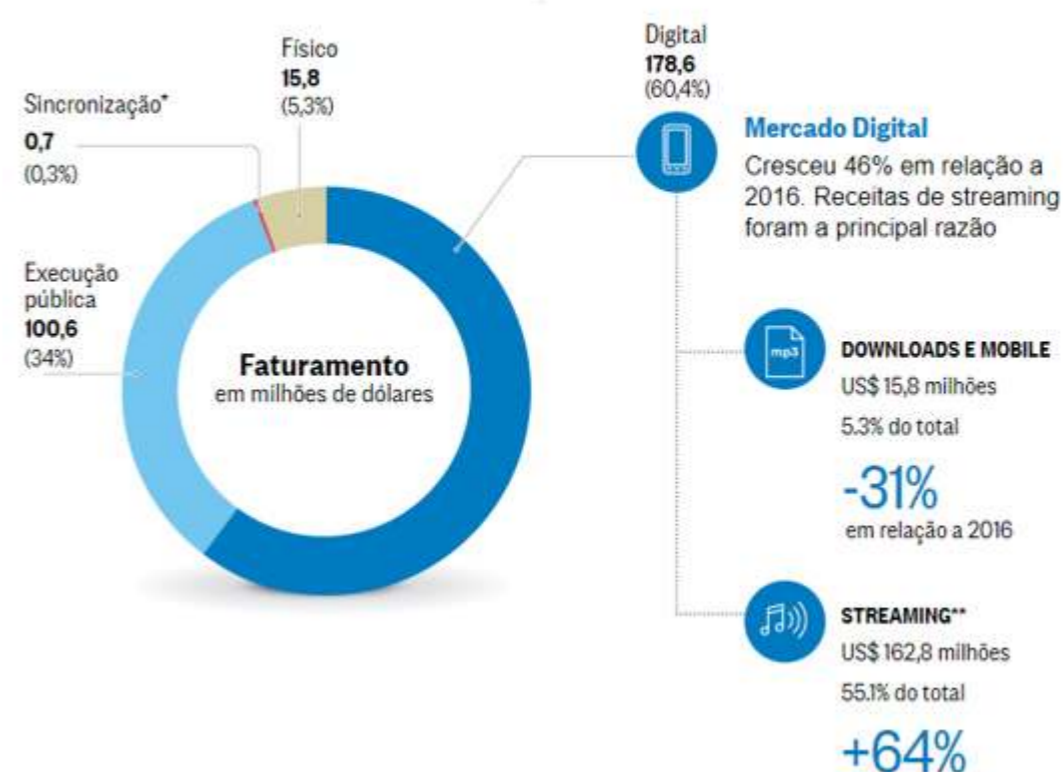 Físico
15,8
(5,3%)
Sincronização*
0,7
(0,3%)
Execução
pública
100,6
(34%)
Faturamento
em milhões de dólares
Digital
178,6
(60,4%)
Mercado Digital
Cresceu 46% em relação a
2016. Receitas de streaming
foram a principal razão
mp3
DOWNLOADS E MOBILE
US$ 15,8 milhões
5.3% do total
-31%
em relação a 2016
STREAMING**
US$ 162,8 milhões
55.1% do total
+64%